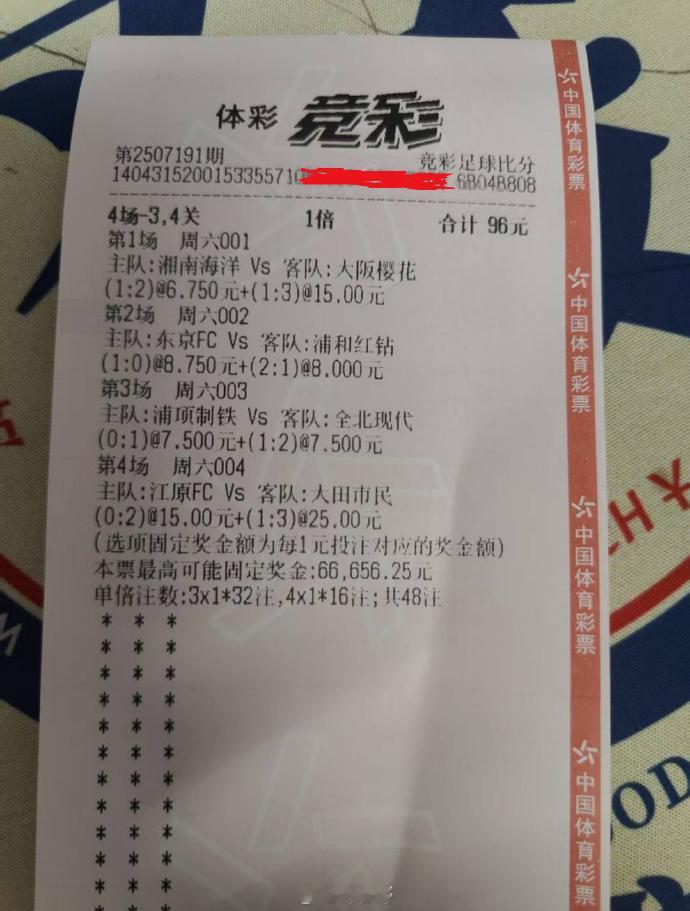 体彩 竞彩
第2507191期 竞彩足球比分
140431520015335571 6B048808
4场-3,4关 1倍 合计 96元
第1场 周六001
主队:湘南海洋 Vs 客队:大阪樱花
(1:2)@6.750元+(1:3)@15.00元
第2场 周六002
主队:东京FC Vs 客队:浦和红钻
(1:0)@8.750元+(2:1)@8.000元
第3场 周六003
主队:浦项制铁 Vs 客队:全北现代
(0:1)@7.500元+(1:2)@7.500元
第4场 周六004
主队:江原FC Vs 客队:大田市民
(0:2)@15.00元+(1:3)@25.00元
(选项固定奖金额为每1元投注对应的奖金额)
本票最高可能固定奖金:66,656.25元
单倍注数:3x1*32注,4x1*16注;共48注
* * *
* * *
* * *
* * *
* * *
* * *
* * *
* * *
* * *
* * *
* * *
* * *
中国体育彩票
中国体育彩票
中国体育彩票
中国体育彩票
OD